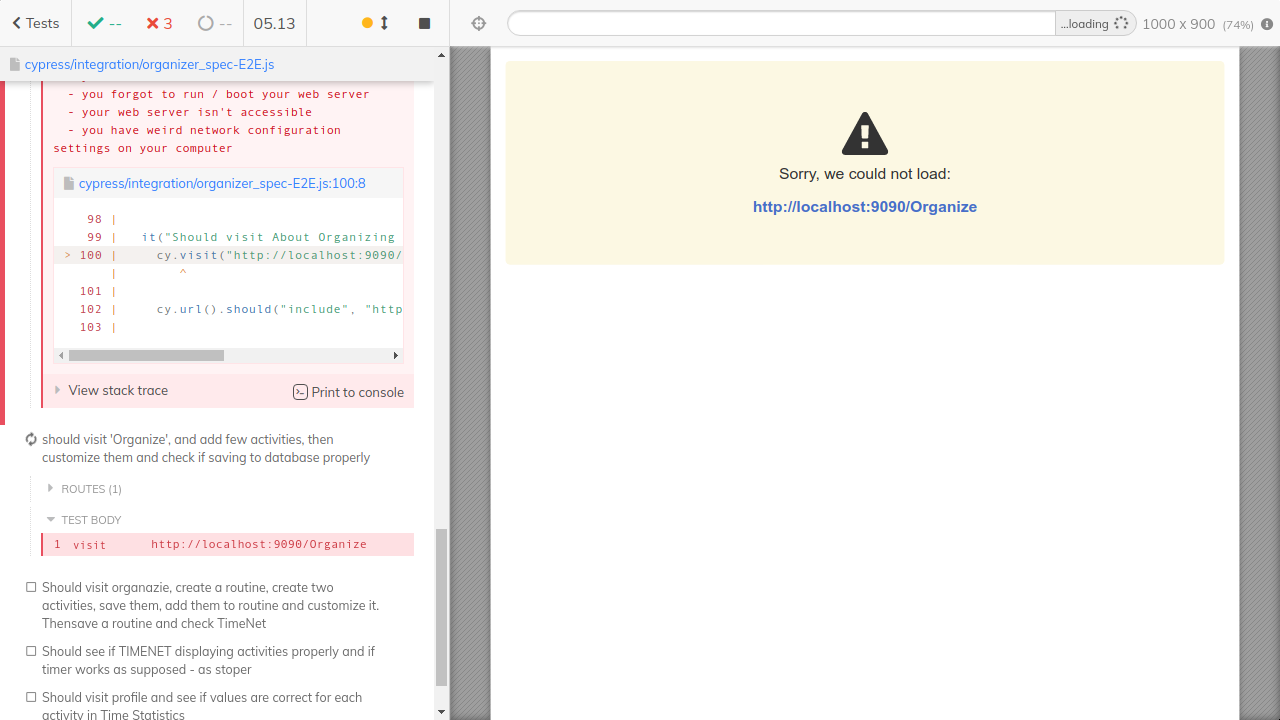 Tests
--
3
--
05.13
...loading
1000 x 900 (74%)
cypress/integration/organizer_spec-E2E.js
- you forgot to run / boot your web server
- your web server isn't accessible
- you have weird network configuration
settings on your computer
cypress/integration/organizer_spec-E2E.js:100:8
98 |
99 | it("Should visit About Organizing
> 100 | cy.visit("http://localhost:9090/
| ^
101 |
102 | cy.url().should("include", "http
103 |
View stack trace
Print to console
should visit 'Organize', and add few activities, then
customize them and check if saving to database properly
ROUTES (1)
TEST BODY
1 visit http://localhost:9090/Organize
Should visit organazie, create a routine, create two
activities, save them, add them to routine and customize it.
Thensave a routine and check TimeNet
Should see if TIMENET displaying activities properly and if
timer works as supposed - as stoper
Should visit profile and see if values are correct for each
activity in Time Statistics
Sorry, we could not load:
http://localhost:9090/Organize